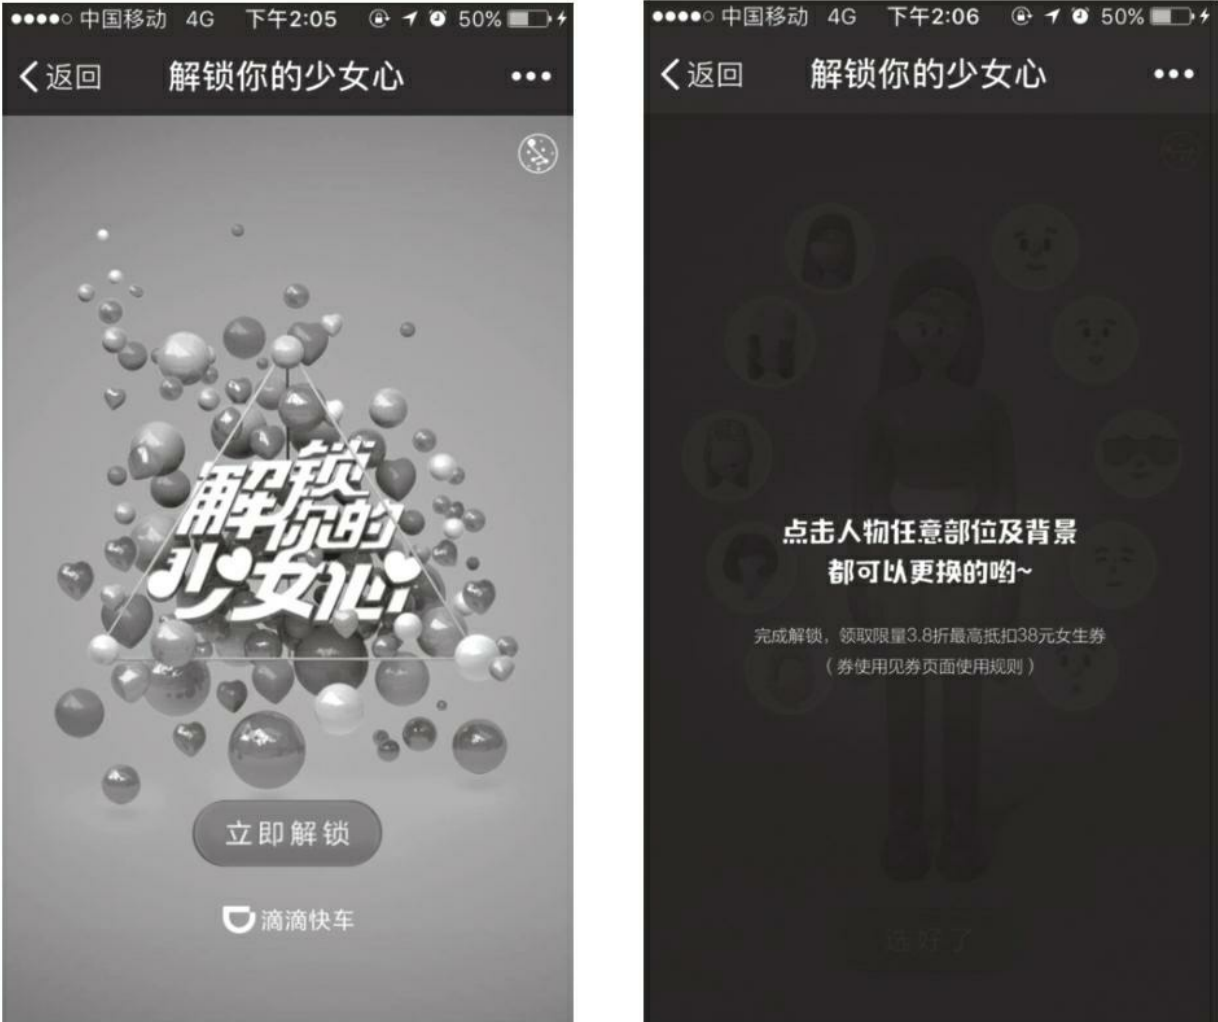 中国移动 4G 下午2:05 50%
返回 解锁你的少女心
解锁
你的
少女心
立即解锁
滴滴快车
中国移动 4G 下午2:06 50%
返回 解锁你的少女心
点击人物任意部位及背景
都可以更换的哟~
完成解锁，领取限量3.8折最高抵扣38元女生券
（券使用见券页面使用规则）
选好了